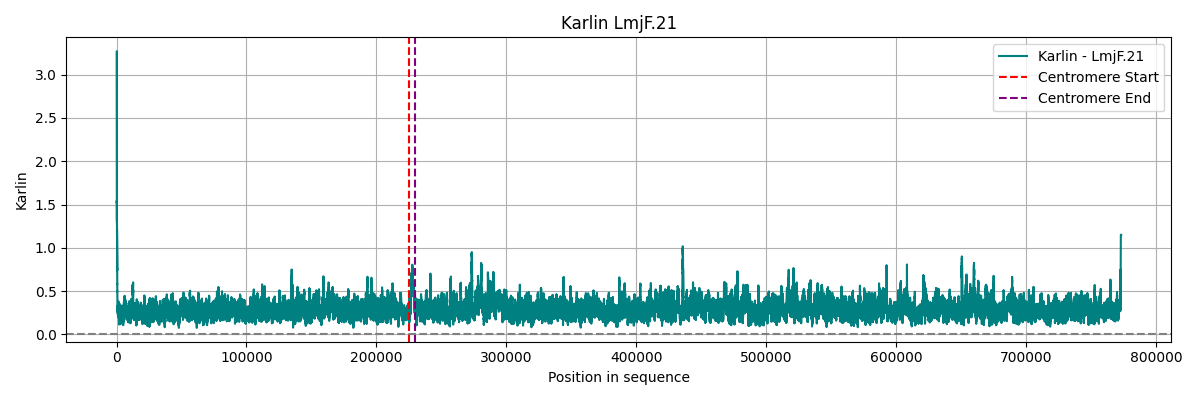 Karlin LmjF.21
Karlin
3.0
2.5
2.0
1.5
1.0
0.5
0.0
Karlin - LmjF.21
Centromere Start
Centromere End
0 100000 200000 300000 400000 500000 600000 700000 800000
Position in sequence